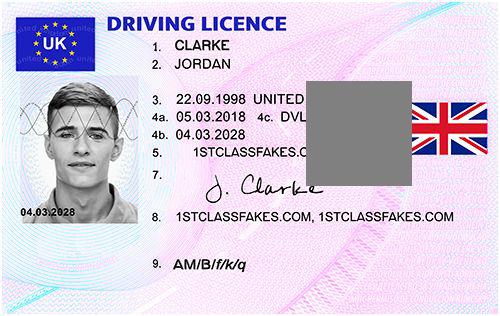 UK
DRIVING LICENCE
1. CLARKE
2. JORDAN
3. 22.09.1998 UNITED
4a. 05.03.2018 4c.
4b. 04.03.2028
5. 1STCLASSFAKES.
7. J. Clarke
04.03.2028
8. 1STCLASSFAKES.COM, 1STCLASSFAKES.COM
9. AM/B/f/k/q